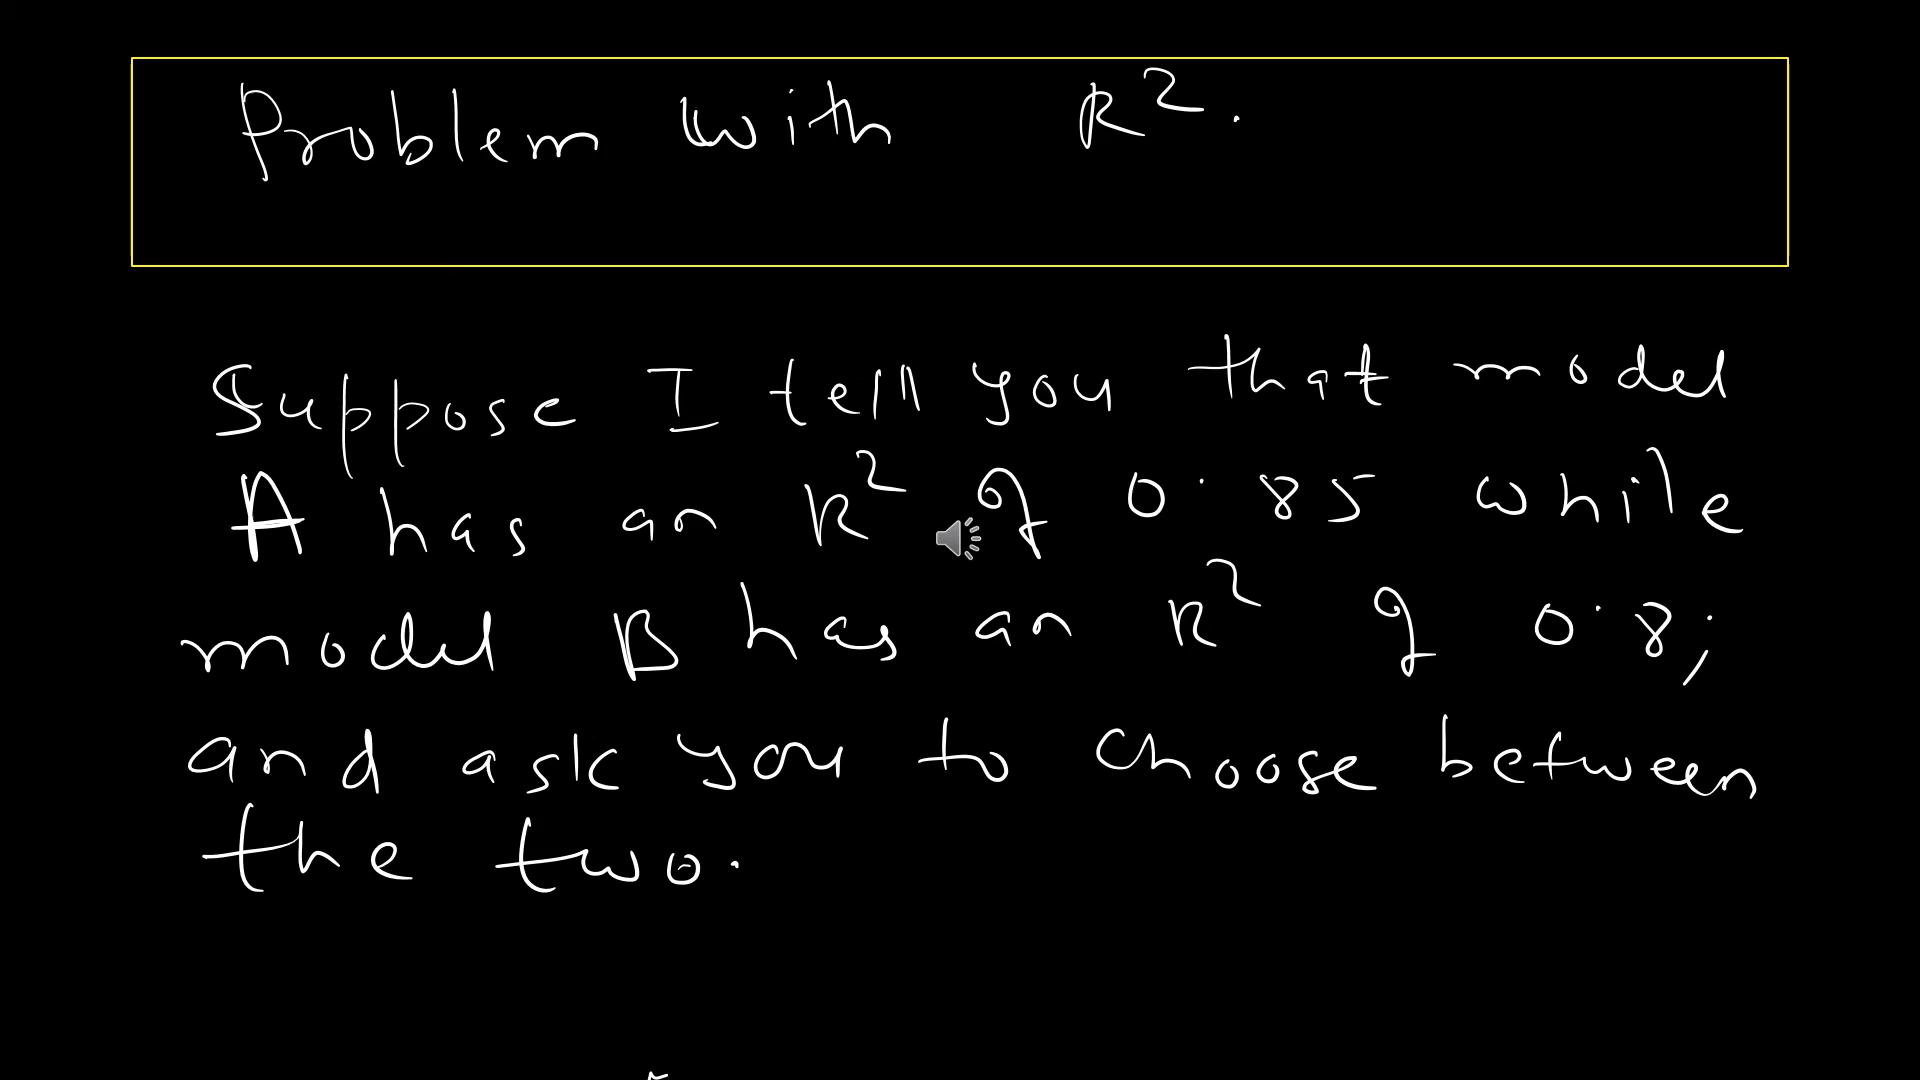 Problem with R².
Suppose I tell you that model
A has an R² of 0.85 while
model B has an R² of 0.8;
and ask you to choose between
the two.